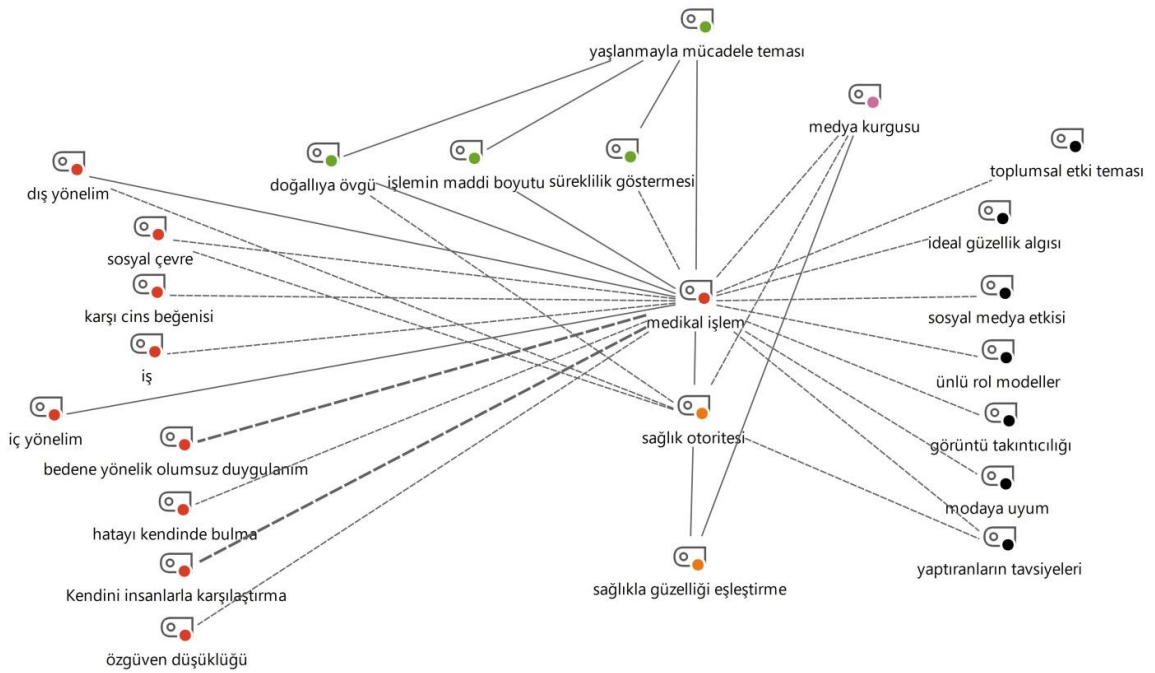 yaşlanmayla mücadele teması
medya kurgusu
toplumsal etki teması
doğallıya övgü
işlemin maddi boyutu
süreklilik göstermesi
dış yönelim
ideal güzellik algısı
sosyal çevre
karşı cins beğenisi
medikal işlem
sosyal medya etkisi
iş
ünlü rol modeller
iç yönelim
sağlık otoritesi
görüntü takıntıcılığı
bedene yönelik olumsuz duygulanım
modaya uyum
hatayı kendinde bulma
yaptıranların tavsiyeleri
Kendini insanlarla karşılaştırma
sağlıkla güzelliği eşleştirme
özgüven düşüklüğü